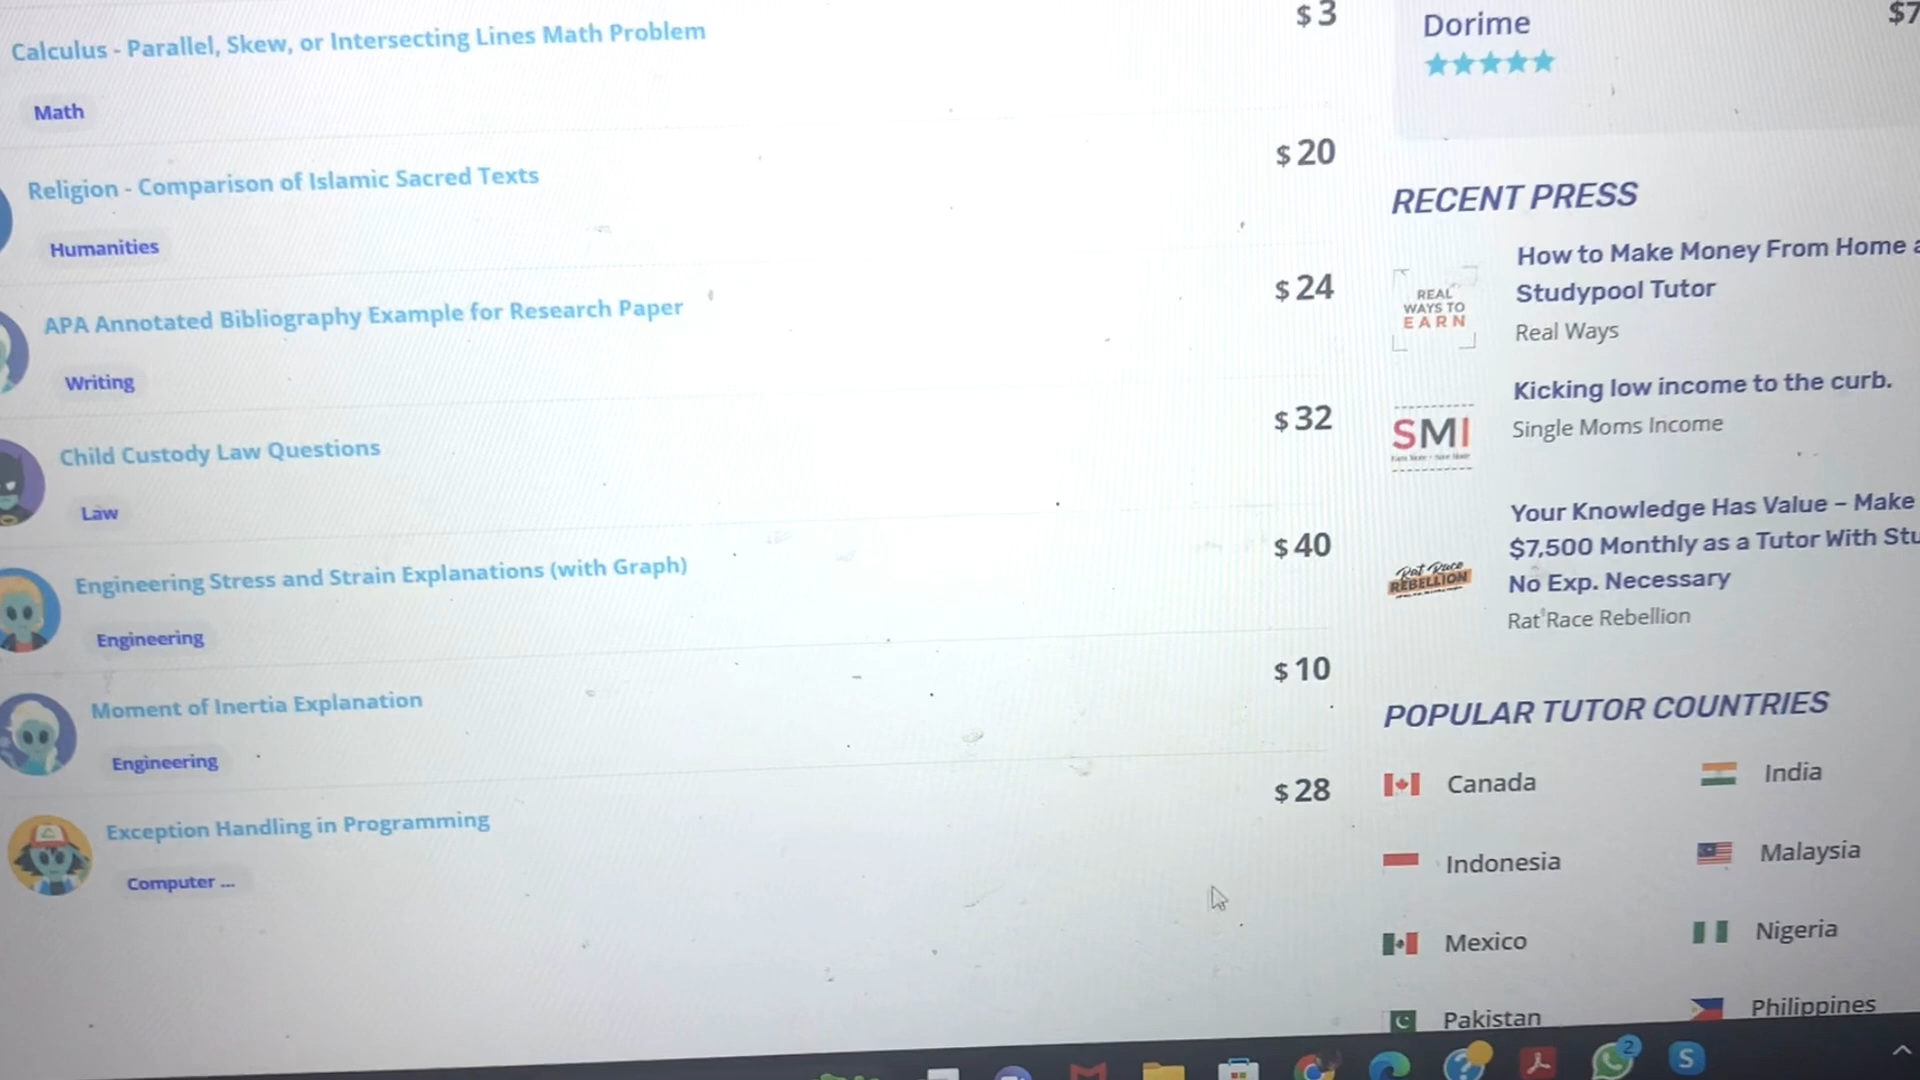 $ 3
Calculus - Parallel, Skew, or Intersecting Lines Math Problem
Math
$ 20
Religion - Comparison of Islamic Sacred Texts
Humanities
$ 24
APA Annotated Bibliography Example for Research Paper
Writing
$ 32
Child Custody Law Questions
Law
$ 40
Engineering Stress and Strain Explanations (with Graph)
Engineering
$ 10
Moment of Inertia Explanation
Engineering
$ 28
Exception Handling in Programming
Computer ...
Dorime
$7
RECENT PRESS
REAL
WAYS TO
EARN
How to Make Money From Home a
Studypool Tutor
Real Ways
SMI
Kicking low income to the curb.
Single Moms Income
Rat Race
REBELLION
Your Knowledge Has Value – Make
$7,500 Monthly as a Tutor With Stu
No Exp. Necessary
Rat Race Rebellion
POPULAR TUTOR COUNTRIES
Canada
India
Indonesia
Malaysia
Mexico
Nigeria
Pakistan
Philippines
2
S